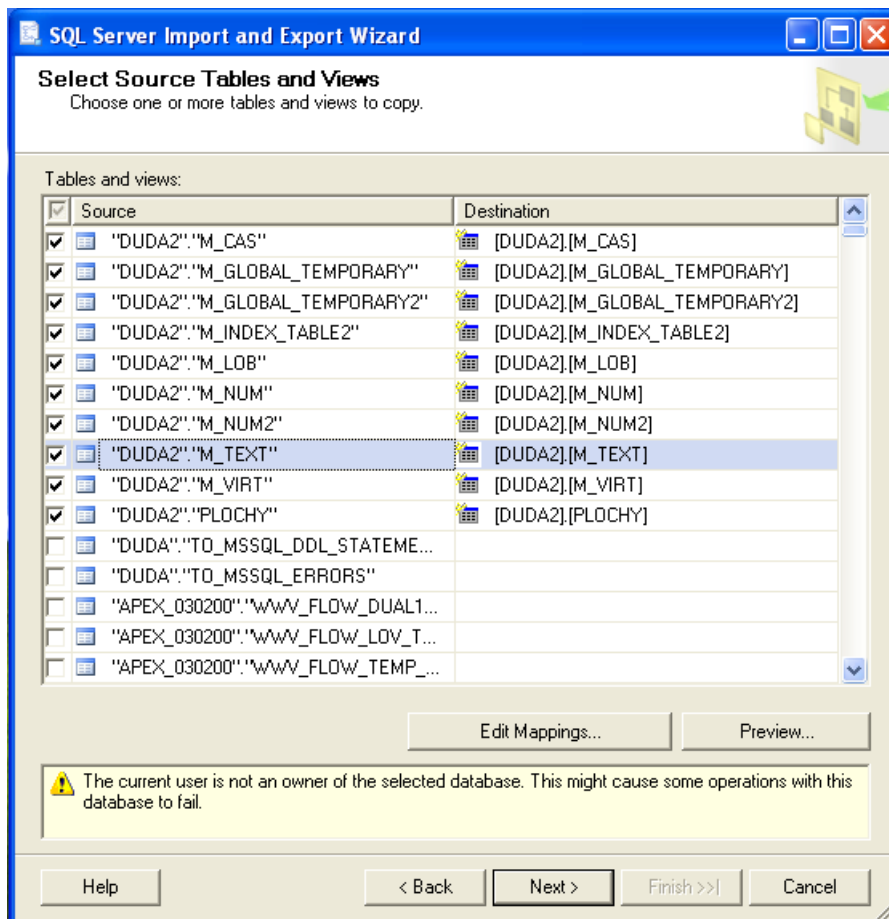 SQL Server Import and Export Wizard
Select Source Tables and Views
Choose one or more tables and views to copy.
Tables and views:
Source Destination
"DUDA2"."M_CAS" [DUDA2].[M_CAS]
"DUDA2"."M_GLOBAL_TEMPORARY" [DUDA2].[M_GLOBAL_TEMPORARY]
"DUDA2"."M_GLOBAL_TEMPORARY2" [DUDA2].[M_GLOBAL_TEMPORARY2]
"DUDA2"."M_INDEX_TABLE2" [DUDA2].[M_INDEX_TABLE2]
"DUDA2"."M_LOB" [DUDA2].[M_LOB]
"DUDA2"."M_NUM" [DUDA2].[M_NUM]
"DUDA2"."M_NUM2" [DUDA2].[M_NUM2]
"DUDA2"."M_TEXT" [DUDA2].[M_TEXT]
"DUDA2"."M_VIRT" [DUDA2].[M_VIRT]
"DUDA2"."PLOCHY" [DUDA2].[PLOCHY]
"DUDA"."TO_MSSQL_DDL_STATEME...
"DUDA"."TO_MSSQL_ERRORS"
"APEX_030200"."WWV_FLOW_DUAL1...
"APEX_030200"."WWV_FLOW_LOV_T...
"APEX_030200"."WWV_FLOW_TEMP_...
Edit Mappings... Preview...
The current user is not an owner of the selected database. This might cause some operations with this
database to fail.
Help < Back Next > Finish >>| Cancel